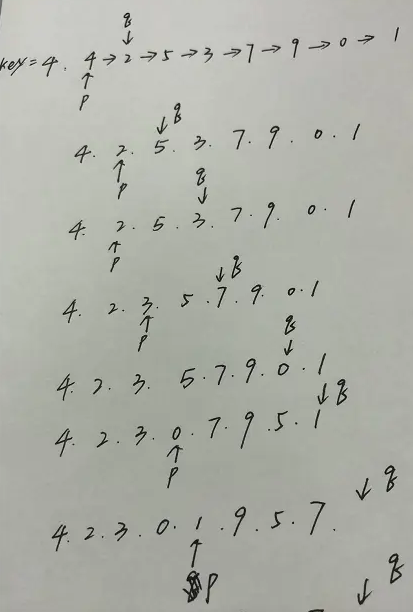 q
↓
key=4. 4→2→5→3→7→9→0→1
↑
p
↓q
4. 2. 5. 3. 7. 9. 0. 1
↑
p
q
↓
4. 2. 5. 3. 7. 9. 0. 1
↑
p
↓q
4. 2. 3. 5. 7. 9. 0. 1
↑
p
q
↓
4. 2. 3. 5. 7. 9. 0. 1
↓q
4. 2. 3. 0. 7. 9. 5. 1
↑
p
↓q
4. 2. 3. 0. 1. 9. 5. 7.
↑
p
↓q